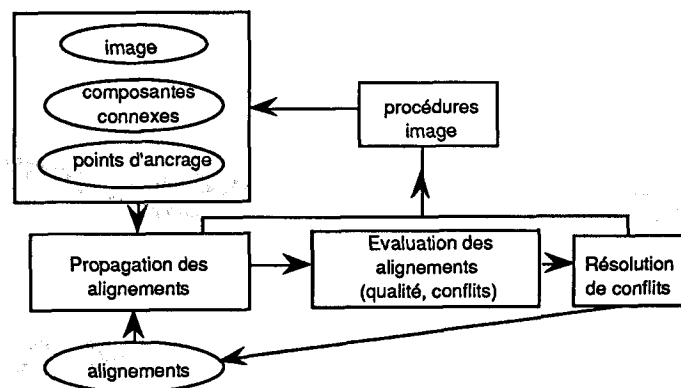 image
composantes
connexes
points d'ancrage
procédures
image
Propagation des
alignements
Evaluation des
alignements
(qualité, conflits)
Résolution
de conflits
alignements